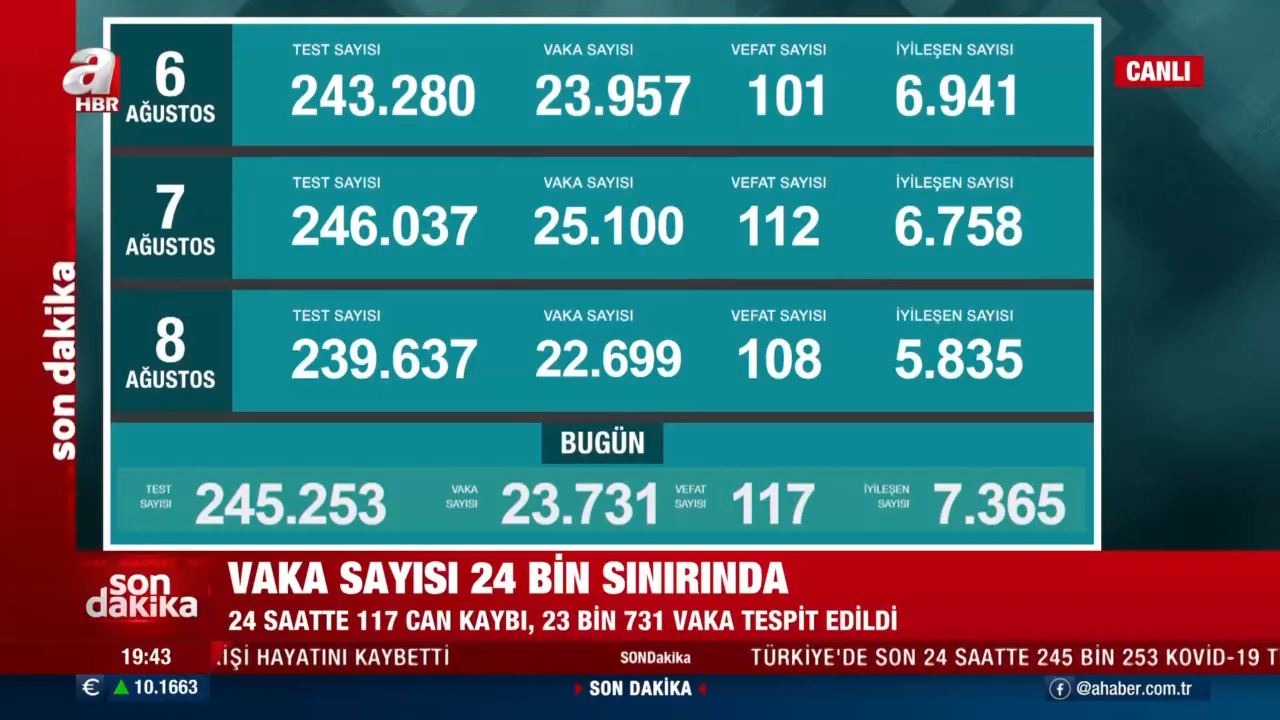 a
HBR
son dakika
CANLI
6
AĞUSTOS
TEST SAYISI
243.280
VAKA SAYISI
23.957
VEFAT SAYISI
101
İYİLEŞEN SAYISI
6.941
7
AĞUSTOS
TEST SAYISI
246.037
VAKA SAYISI
25.100
VEFAT SAYISI
112
İYİLEŞEN SAYISI
6.758
8
AĞUSTOS
TEST SAYISI
239.637
VAKA SAYISI
22.699
VEFAT SAYISI
108
İYİLEŞEN SAYISI
5.835
BUGÜN
TEST
SAYISI
245.253
VAKA
SAYISI
23.731
VEFAT
SAYISI
117
İYİLEŞEN
SAYISI
7.365
son
dakika
VAKA SAYISI 24 BİN SINIRINDA
24 SAATTE 117 CAN KAYBI, 23 BİN 731 VAKA TESPİT EDİLDİ
19:43
İŞİ HAYATINI KAYBETTİ
SONDakika
TÜRKİYE'DE SON 24 SAATTE 245 BİN 253 KOVİD-19 T
€ ▲ 10.1663
SON DAKİKA
@ahaber.com.tr